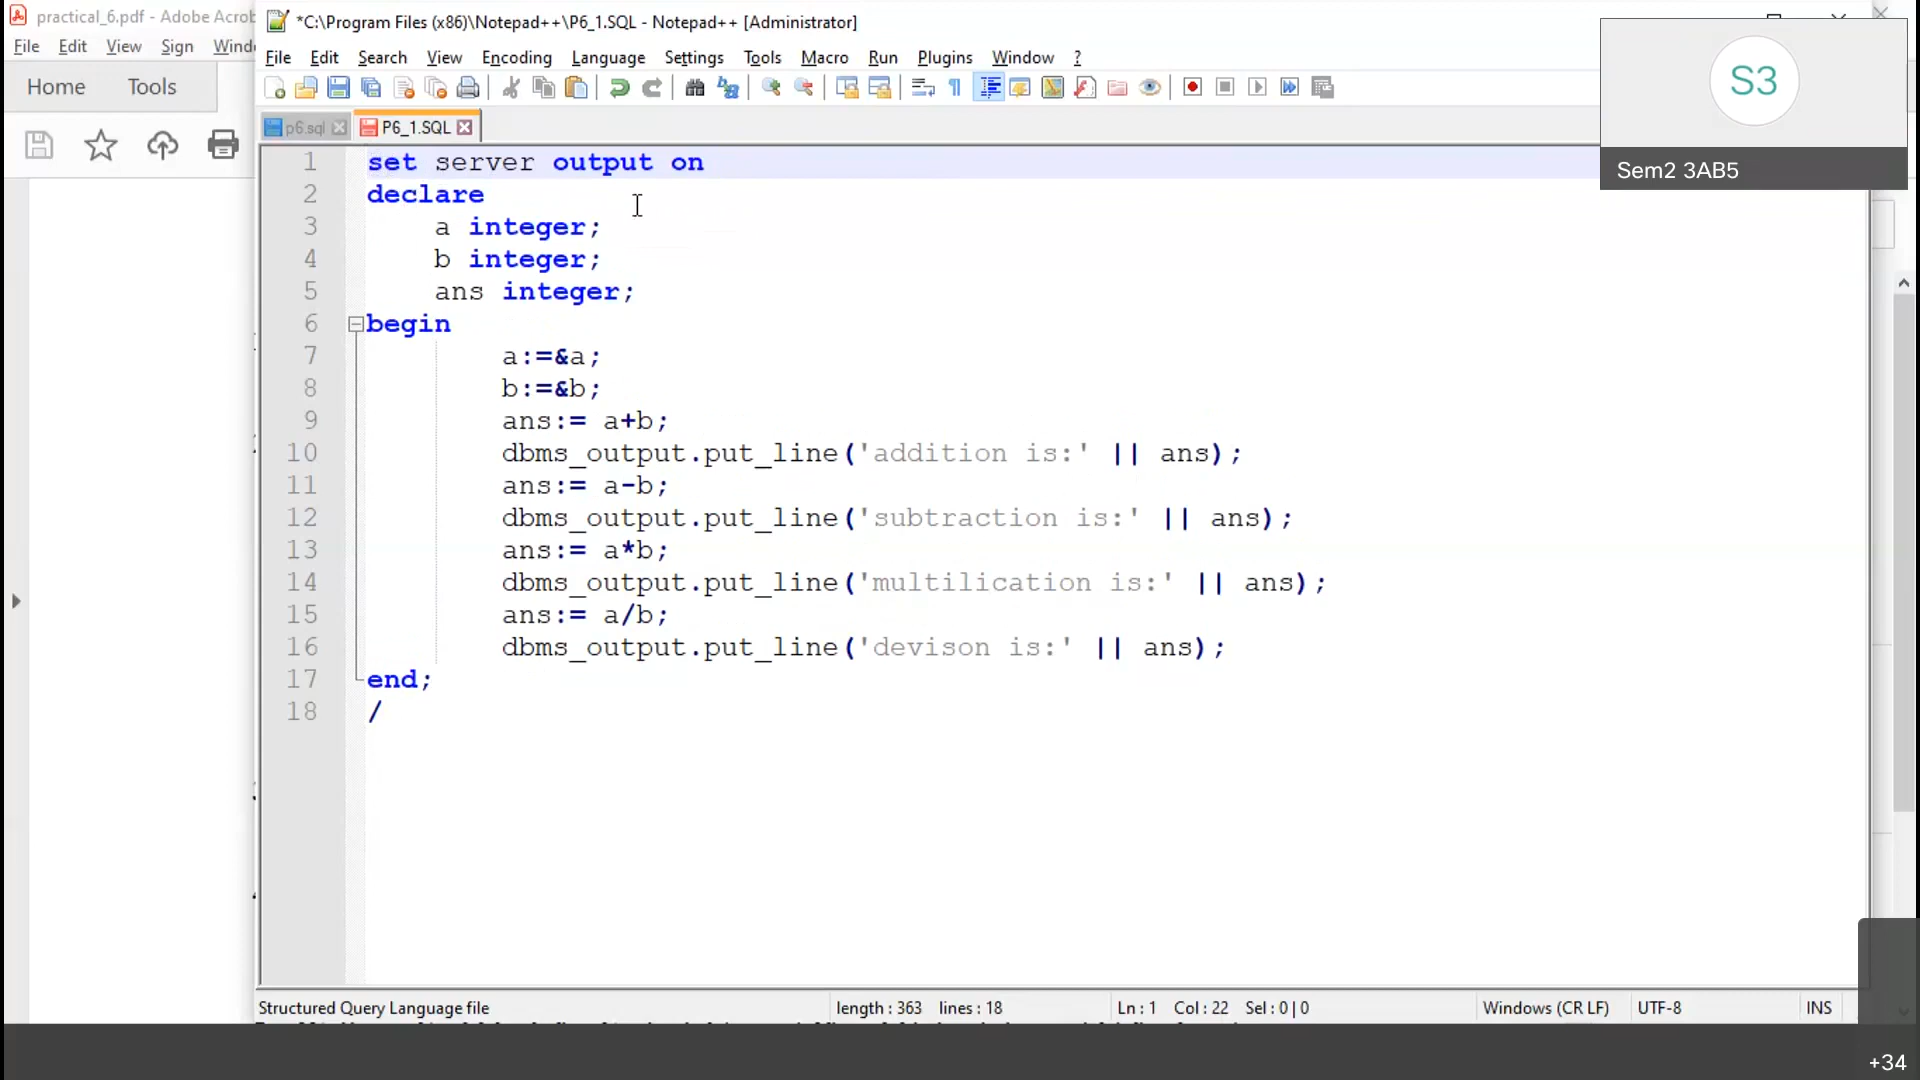 practical_6.pdf - Adobe Acrob
File Edit View Sign Wind
Home Tools
*C:\Program Files (x86)\Notepad++\P6_1.SQL - Notepad++ [Administrator]
File Edit Search View Encoding Language Settings Tools Macro Run Plugins Window ?
p6.sql P6_1.SQL
1 set server output on
2 declare
3 a integer;
4 b integer;
5 ans integer;
6 begin
7 a:=&a;
8 b:=&b;
9 ans:= a+b;
10 dbms_output.put_line('addition is:' || ans);
11 ans:= a-b;
12 dbms_output.put_line('subtraction is:' || ans);
13 ans:= a*b;
14 dbms_output.put_line('multilication is:' || ans);
15 ans:= a/b;
16 dbms_output.put_line('devison is:' || ans);
17 end;
18 /
Structured Query Language file length : 363 lines : 18 Ln : 1 Col : 22 Sel : 0 | 0 Windows (CR LF) UTF-8 INS
S3
Sem2 3AB5
+34